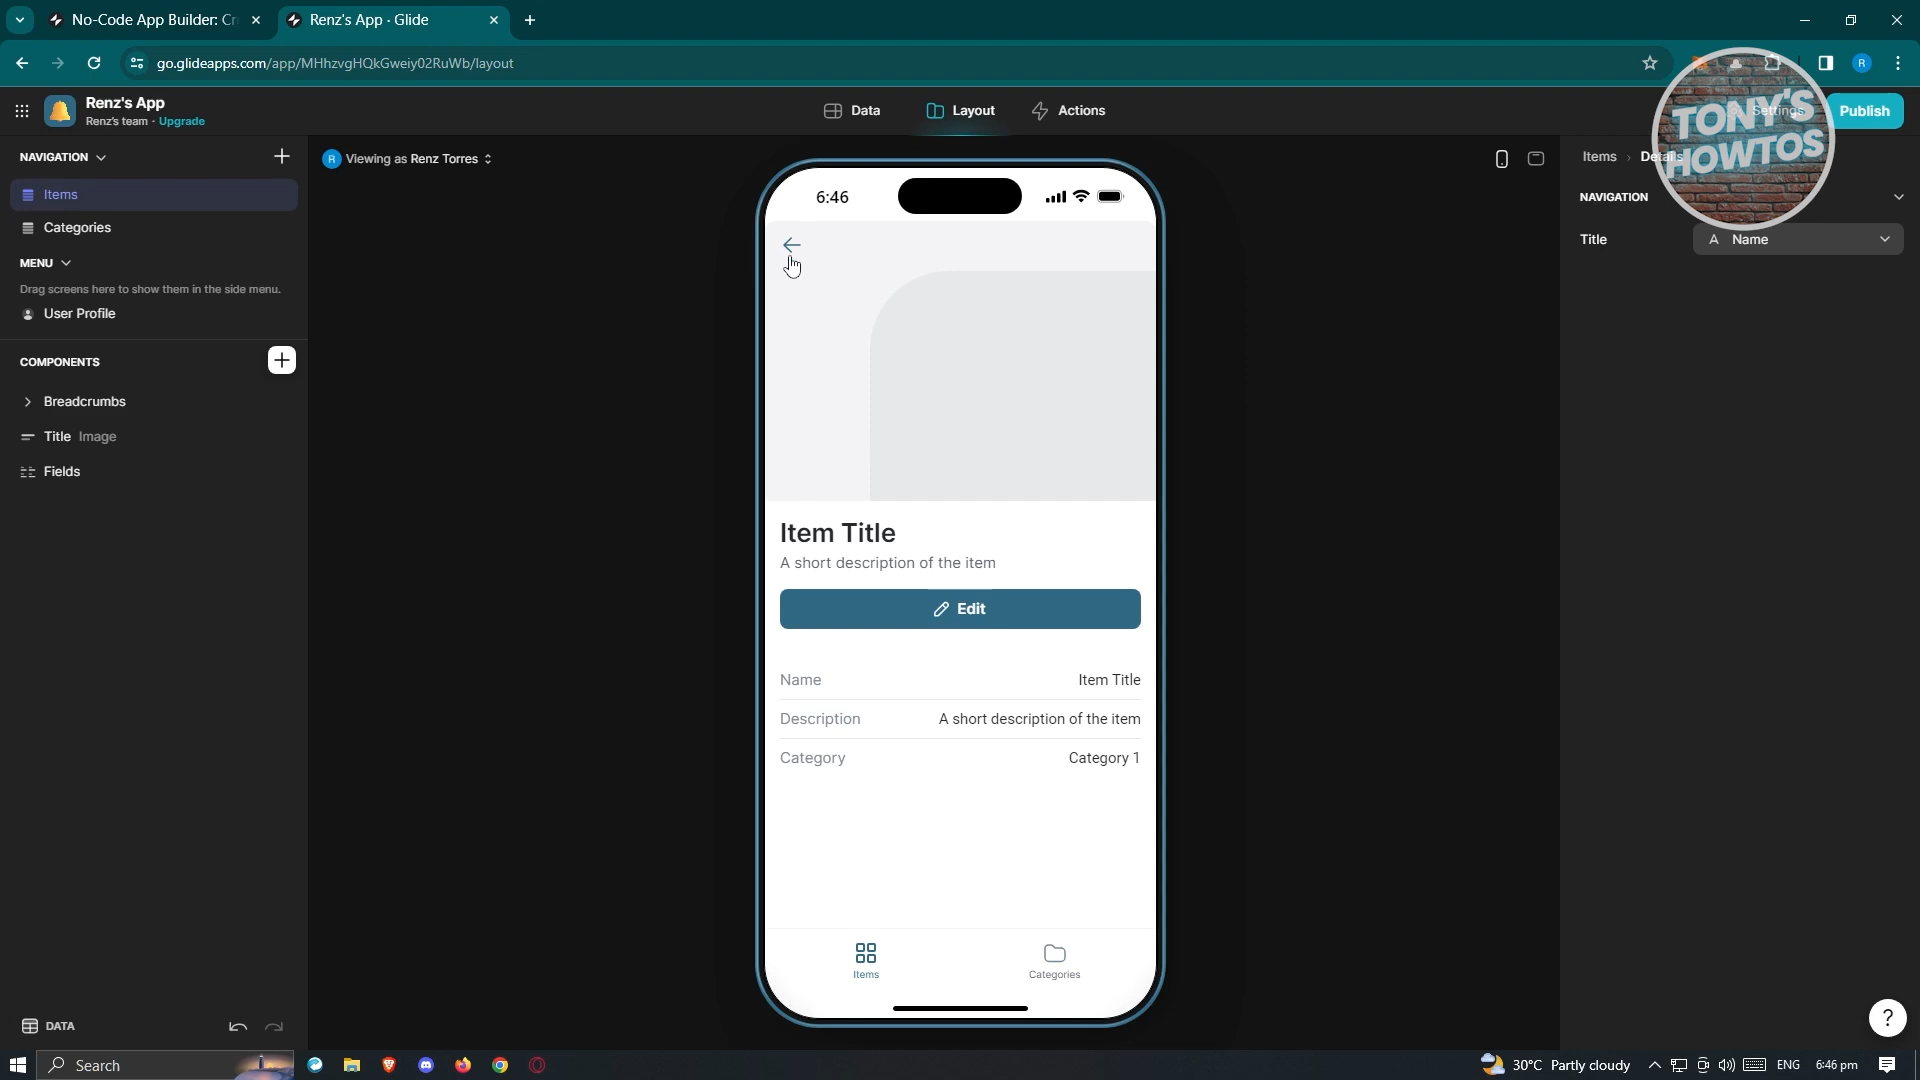 No-Code App Builder: Cr
Renz's App · Glide
go.glideapps.com/app/MHhzvgHQkGweiy02RuWb/layout
R
Renz's App
Renz's team · Upgrade
Data
Layout
Actions
Settings
Publish
TONY'S
HOWTOS
NAVIGATION
Items
Categories
MENU
Drag screens here to show them in the side menu.
User Profile
COMPONENTS
Breadcrumbs
Title Image
Fields
DATA
R Viewing as Renz Torres
6:46
Item Title
A short description of the item
Edit
Name Item Title
Description A short description of the item
Category Category 1
Items
Categories
Items › Details
NAVIGATION
Title
A Name
?
Search
30°C Partly cloudy
ENG
6:46 pm